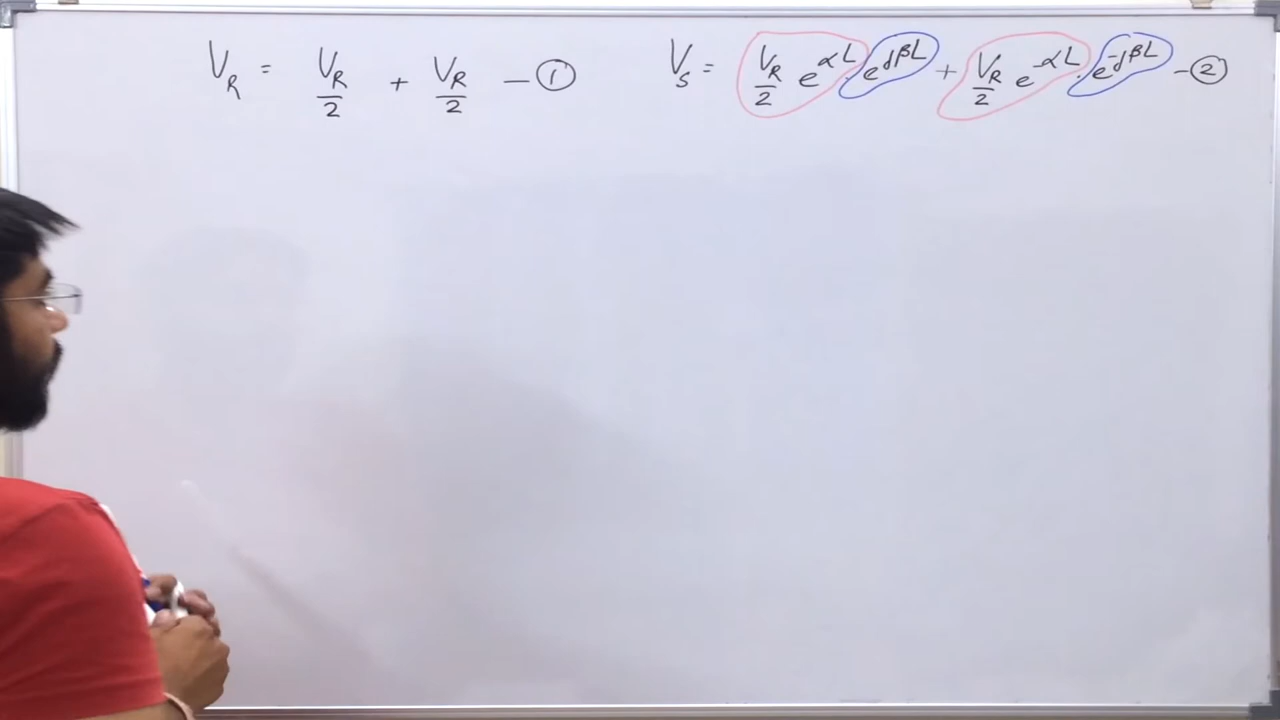 V_R = V_R/2 + V_R/2 - ①
V_s = V_R/2 e^{αL} . e^{jβL} + V_R/2 e^{-αL} . e^{-jβL} - ②